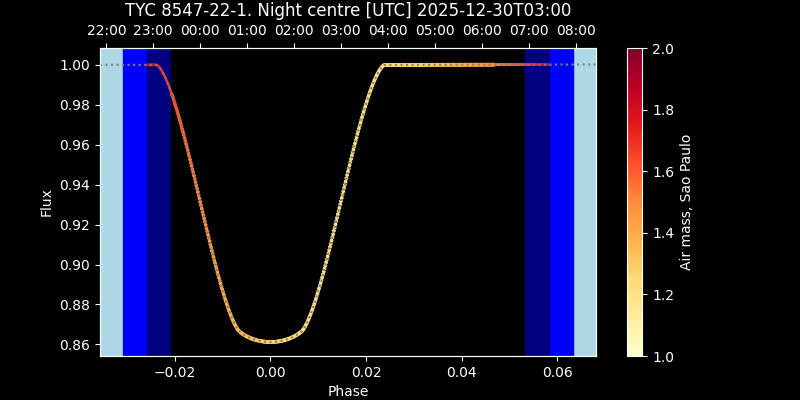 TYC 8547-22-1. Night centre [UTC] 2025-12-30T03:00
22:00 23:00 00:00 01:00 02:00 03:00 04:00 05:00 06:00 07:00 08:00
1.00
0.98
0.96
0.94
0.92
0.90
0.88
0.86
Flux
−0.02 0.00 0.02 0.04 0.06
Phase
2.0
1.8
1.6
1.4
1.2
1.0
Air mass, Sao Paulo